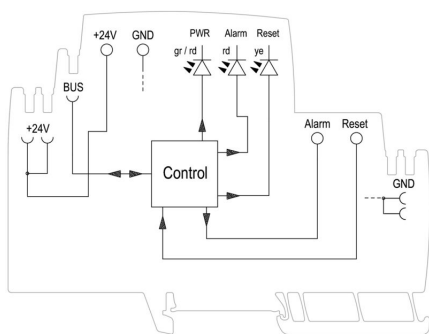 PWR Alarm Reset
+24V GND
gr / rd rd ye
BUS
+24V
Alarm Reset
Control
GND